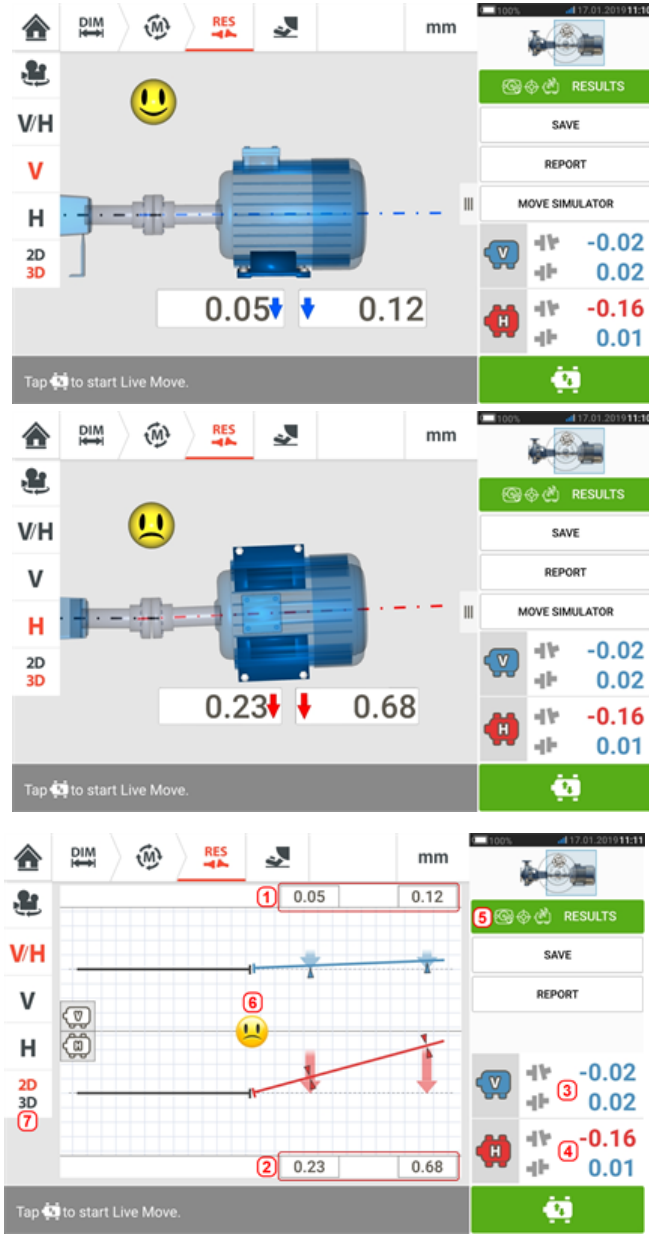 DIM
M
RES
mm
100%
17.01.2019 11:10
V/H
V
H
2D
3D
RESULTS
SAVE
REPORT
MOVE SIMULATOR
V
-0.02
0.02
H
-0.16
0.01
0.05
0.12
Tap to start Live Move.
DIM
M
RES
mm
100%
17.01.2019 11:10
V/H
V
H
2D
3D
RESULTS
SAVE
REPORT
MOVE SIMULATOR
V
-0.02
0.02
H
-0.16
0.01
0.23
0.68
Tap to start Live Move.
DIM
M
RES
mm
100%
17.01.2019 11:11
1
0.05
0.12
5
RESULTS
V/H
V
H
2D
3D
7
V
H
6
SAVE
REPORT
V
-0.02
3
0.02
H
-0.16
4
0.01
2
0.23
0.68
Tap to start Live Move.